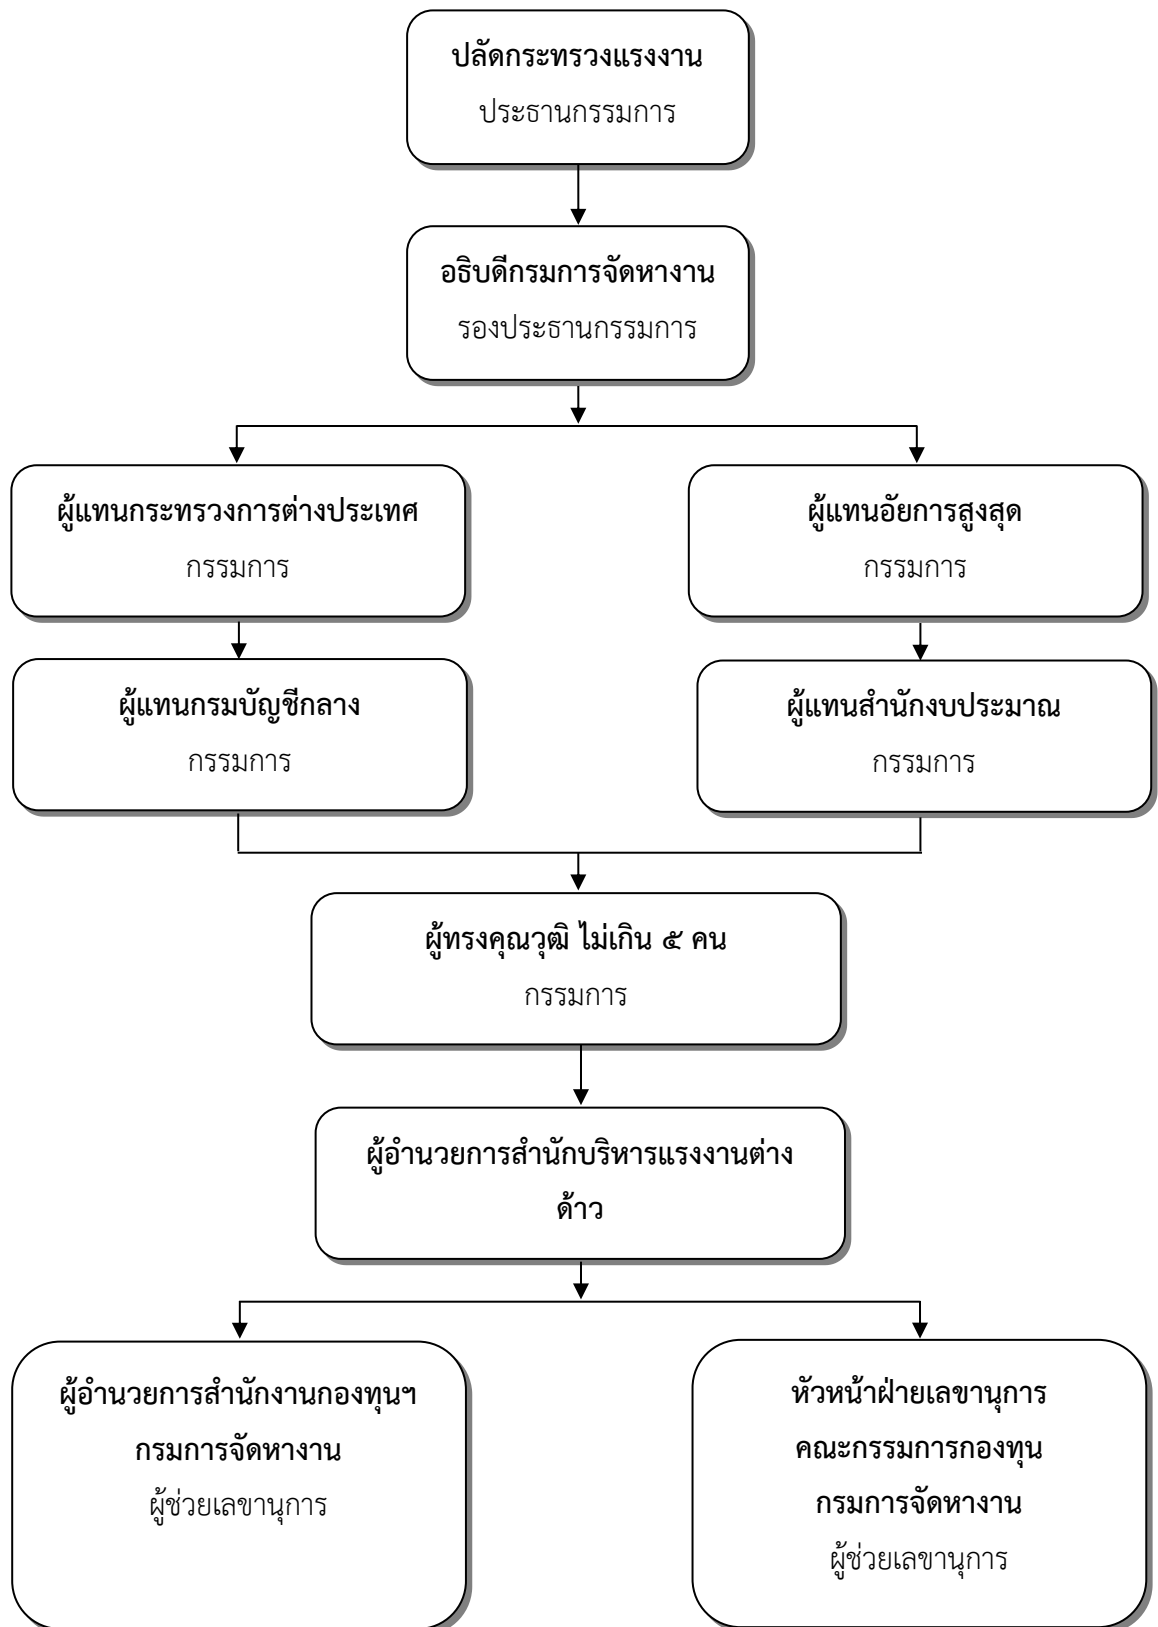 ปลัดกระทรวงแรงงาน
ประธานกรรมการ
อธิบดีกรมการจัดหางาน
รองประธานกรรมการ
ผู้แทนกระทรวงการต่างประเทศ
กรรมการ
ผู้แทนอัยการสูงสุด
กรรมการ
ผู้แทนกรมบัญชีกลาง
กรรมการ
ผู้แทนสำนักงบประมาณ
กรรมการ
ผู้ทรงคุณวุฒิ ไม่เกิน ๕ คน
กรรมการ
ผู้อำนวยการสำนักบริหารแรงงานต่าง
ด้าว
ผู้อำนวยการสำนักงานกองทุนฯ
กรมการจัดหางาน
ผู้ช่วยเลขานุการ
หัวหน้าฝ่ายเลขานุการ
คณะกรรมการกองทุน
กรมการจัดหางาน
ผู้ช่วยเลขานุการ